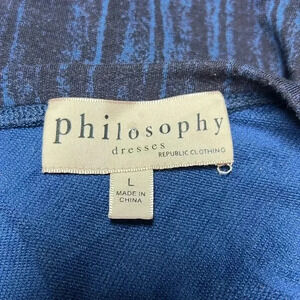 philosophy
dresses
REPUBLIC CLOTHING
L
MADE IN
CHINA